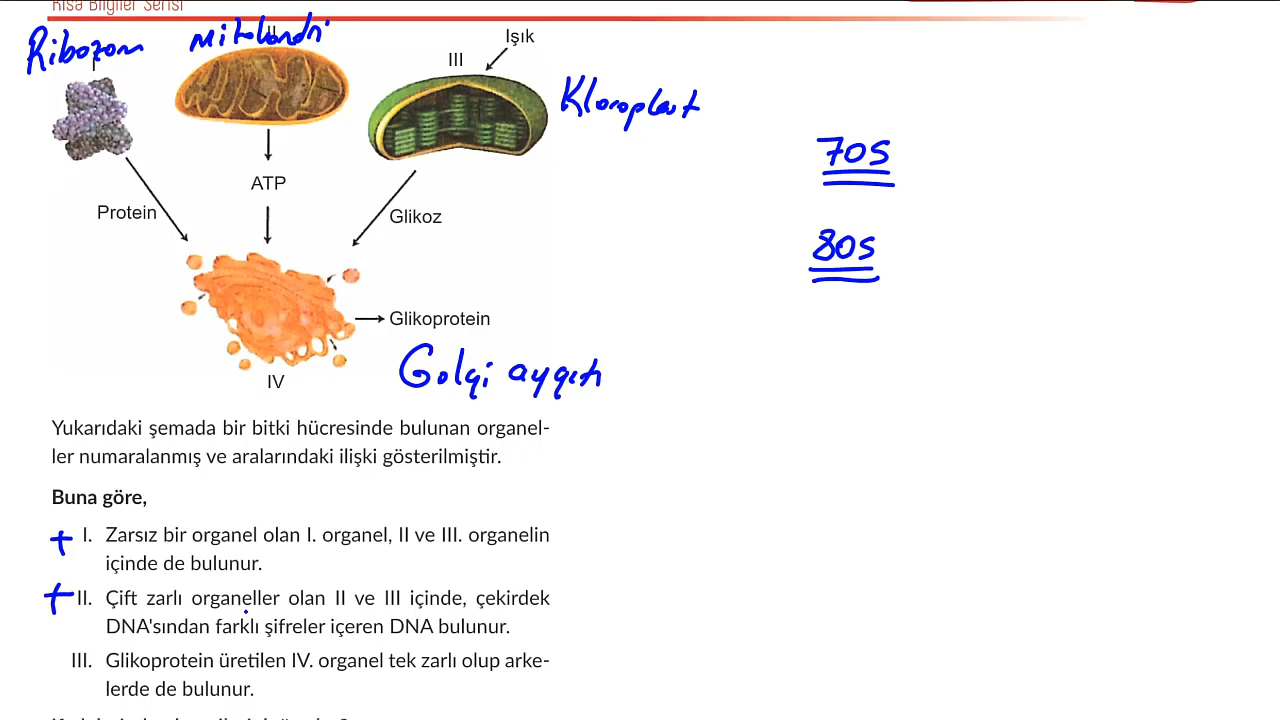 Kısa Bilgiler Serisi
Ribozom
I
Mitokondri
II
III
Işık
Kloroplast
70S
80S
ATP
Protein
Glikoz
Glikoprotein
Golgi aygıtı
IV
Yukarıdaki şemada bir bitki hücresinde bulunan organel-
ler numaralanmış ve aralarındaki ilişki gösterilmiştir.
Buna göre,
+ I. Zarsız bir organel olan I. organel, II ve III. organelin
içinde de bulunur.
+ II. Çift zarlı organeller olan II ve III içinde, çekirdek
DNA'sından farklı şifreler içeren DNA bulunur.
III. Glikoprotein üretilen IV. organel tek zarlı olup arke-
lerde de bulunur.